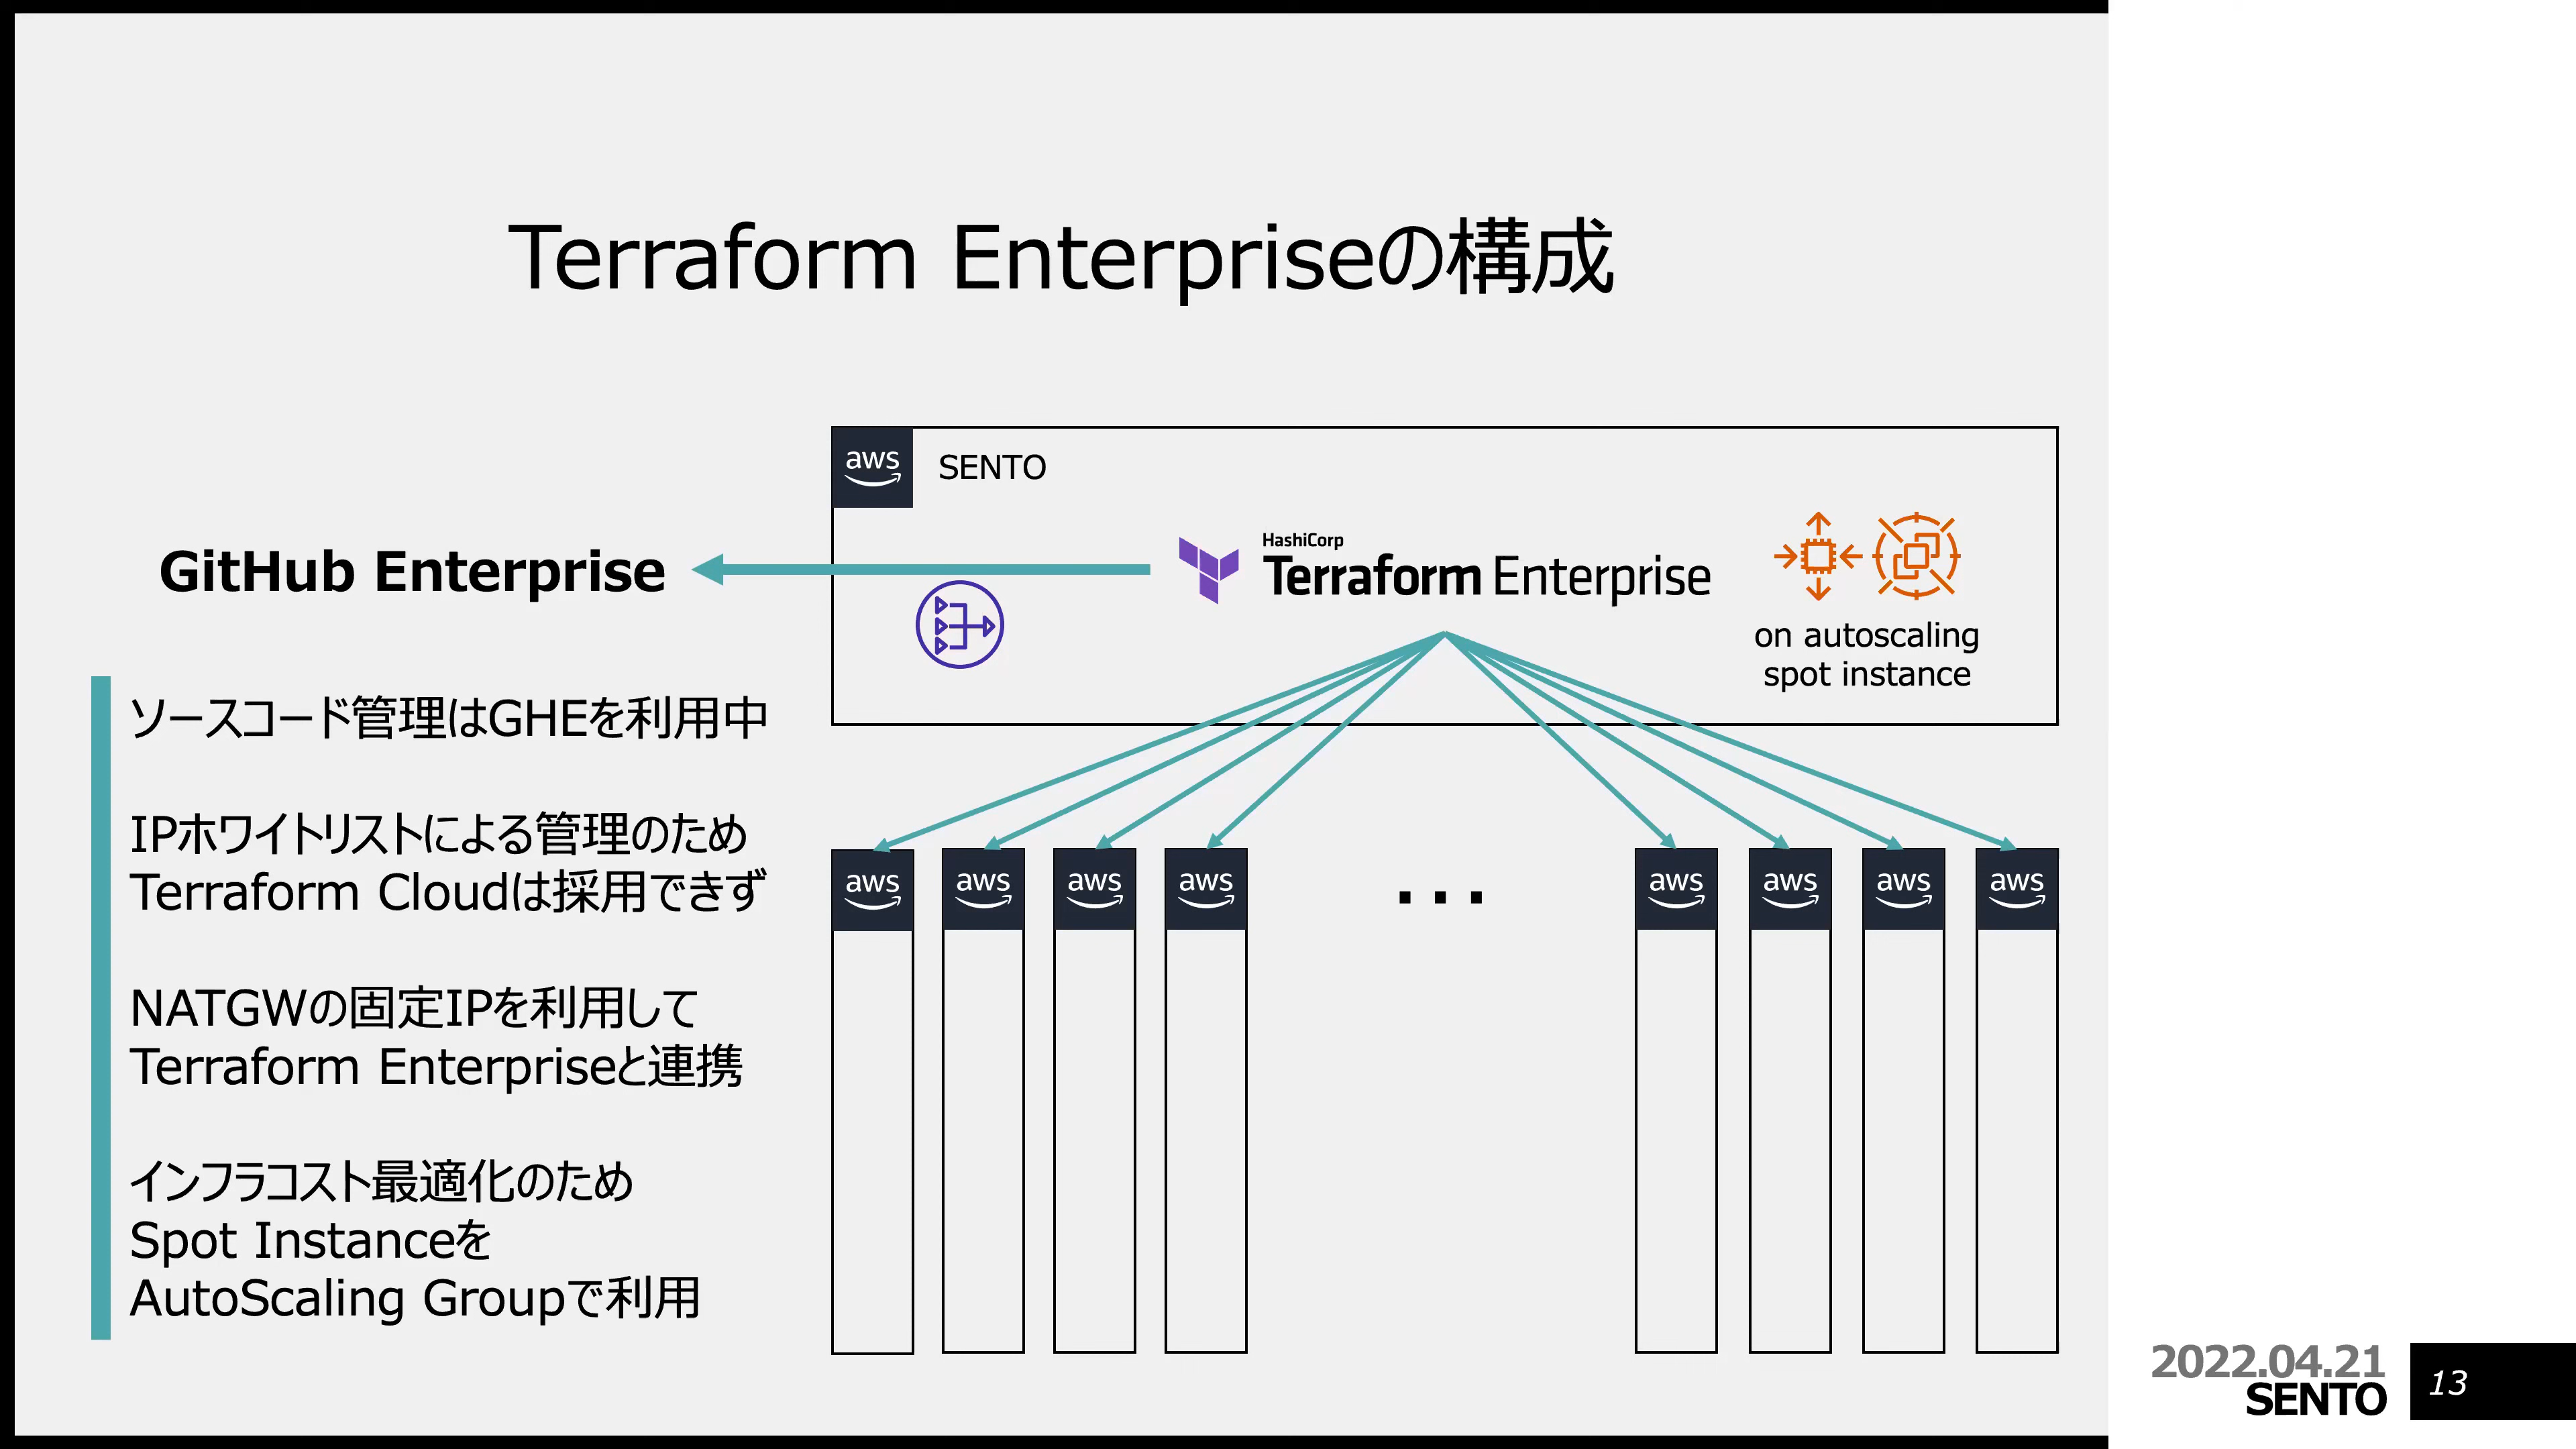 Terraform Enterpriseの構成
aws
SENTO
GitHub Enterprise
HashiCorp
Terraform Enterprise
on autoscaling
spot instance
ソースコード管理はGHEを利用中
IPホワイトリストによる管理のため
Terraform Cloudは採用できず
NATGWの固定IPを利用して
Terraform Enterpriseと連携
インフラコスト最適化のため
Spot Instanceを
AutoScaling Groupで利用
aws
aws
aws
aws
...
aws
aws
aws
aws
2022.04.21
SENTO
13